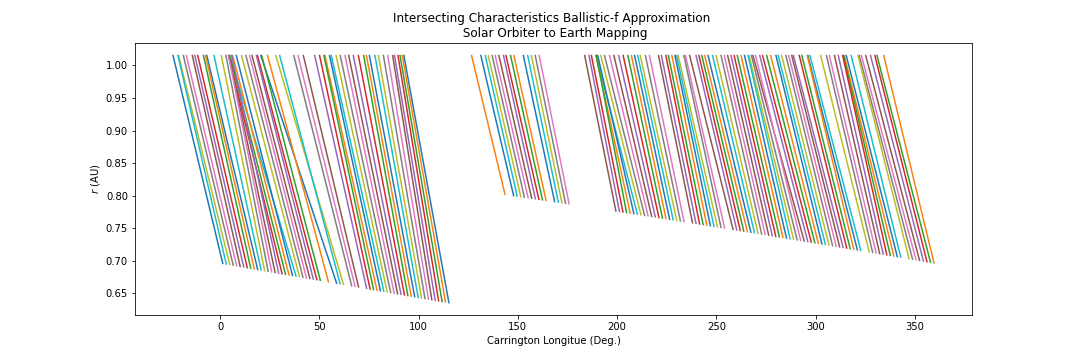 Intersecting Characteristics Ballistic-f Approximation
Solar Orbiter to Earth Mapping
r (AU)
1.00
0.95
0.90
0.85
0.80
0.75
0.70
0.65
0 50 100 150 200 250 300 350
Carrington Longitue (Deg.)